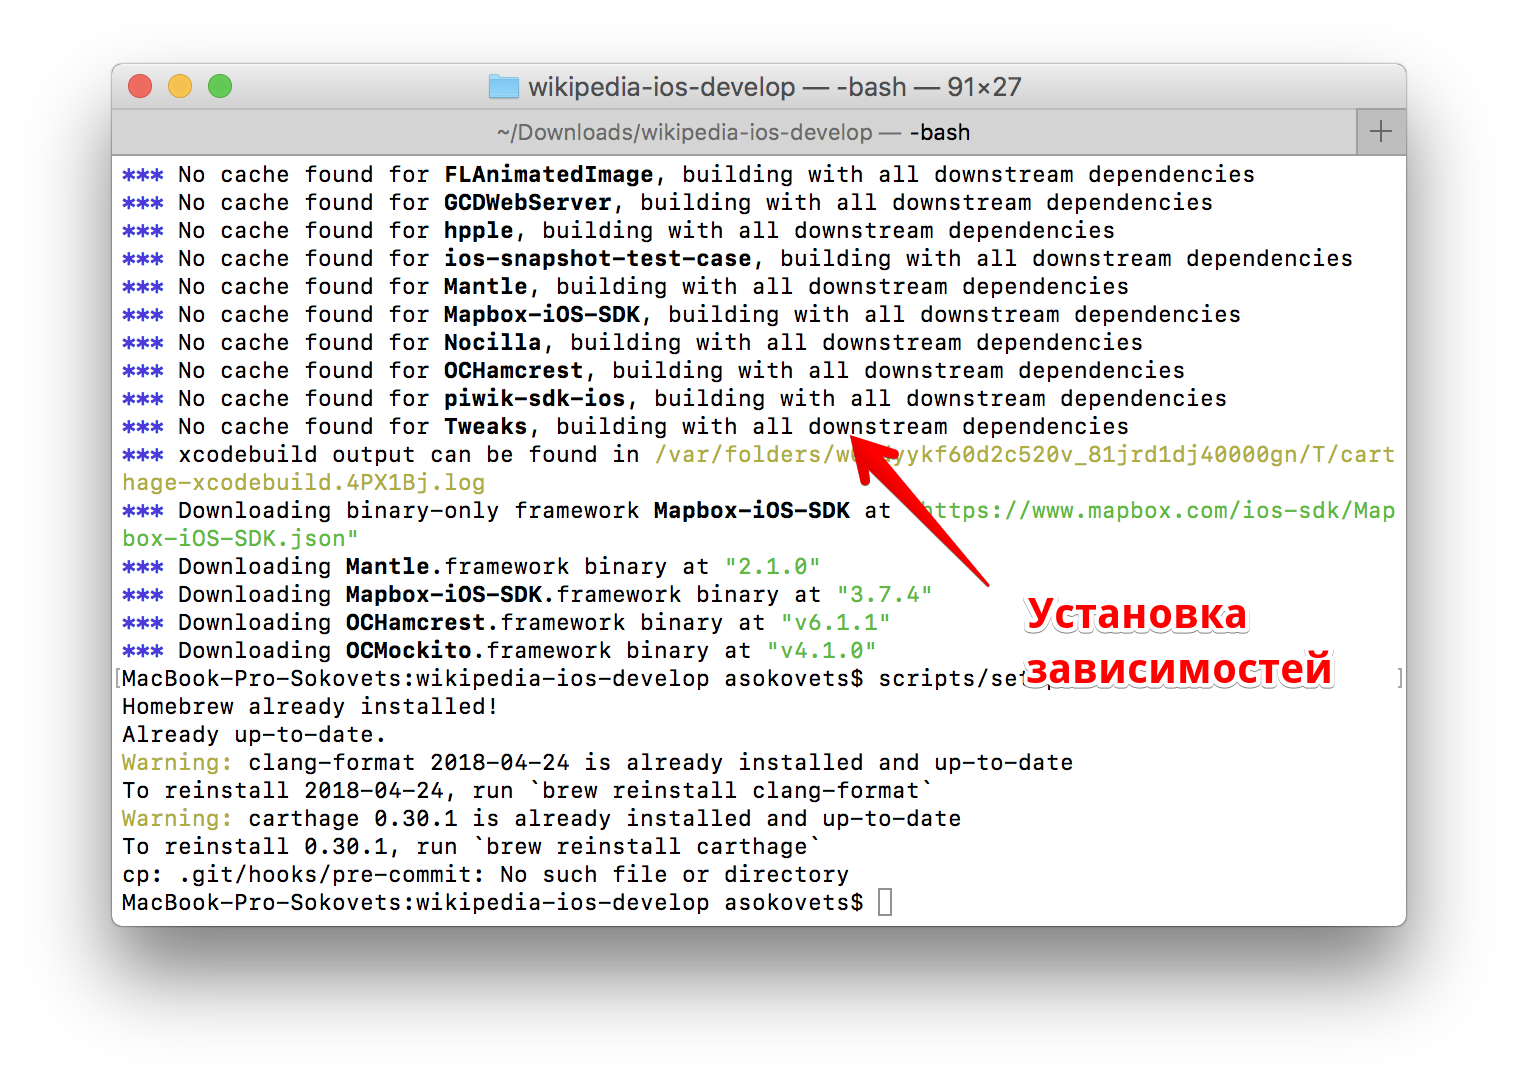 wikipedia-ios-develop — -bash — 91×27
~/Downloads/wikipedia-ios-develop — -bash
*** No cache found for FLAnimatedImage, building with all downstream dependencies
*** No cache found for GCDWebServer, building with all downstream dependencies
*** No cache found for hpple, building with all downstream dependencies
*** No cache found for ios-snapshot-test-case, building with all downstream dependencies
*** No cache found for Mantle, building with all downstream dependencies
*** No cache found for Mapbox-iOS-SDK, building with all downstream dependencies
*** No cache found for Nocilla, building with all downstream dependencies
*** No cache found for OCHamcrest, building with all downstream dependencies
*** No cache found for piwik-sdk-ios, building with all downstream dependencies
*** No cache found for Tweaks, building with all downstream dependencies
*** xcodebuild output can be found in /var/folders/
hage-xcodebuild.4PX1Bj.log
*** Downloading binary-only framework Mapbox-iOS-SDK at "https://www.mapbox.com/ios-sdk/Map
box-iOS-SDK.json"
*** Downloading Mantle.framework binary at "2.1.0"
*** Downloading Mapbox-iOS-SDK.framework binary at "3.7.4"
*** Downloading OCHamcrest.framework binary at "v6.1.1"
*** Downloading OCMockito.framework binary at "v4.1.0"
Установка
зависимостей
[MacBook-Pro-Sokovets:wikipedia-ios-develop asokovets$ scripts/set ]
Homebrew already installed!
Already up-to-date.
Warning: clang-format 2018-04-24 is already installed and up-to-date
To reinstall 2018-04-24, run `brew reinstall clang-format`
Warning: carthage 0.30.1 is already installed and up-to-date
To reinstall 0.30.1, run `brew reinstall carthage`
cp: .git/hooks/pre-commit: No such file or directory
MacBook-Pro-Sokovets:wikipedia-ios-develop asokovets$